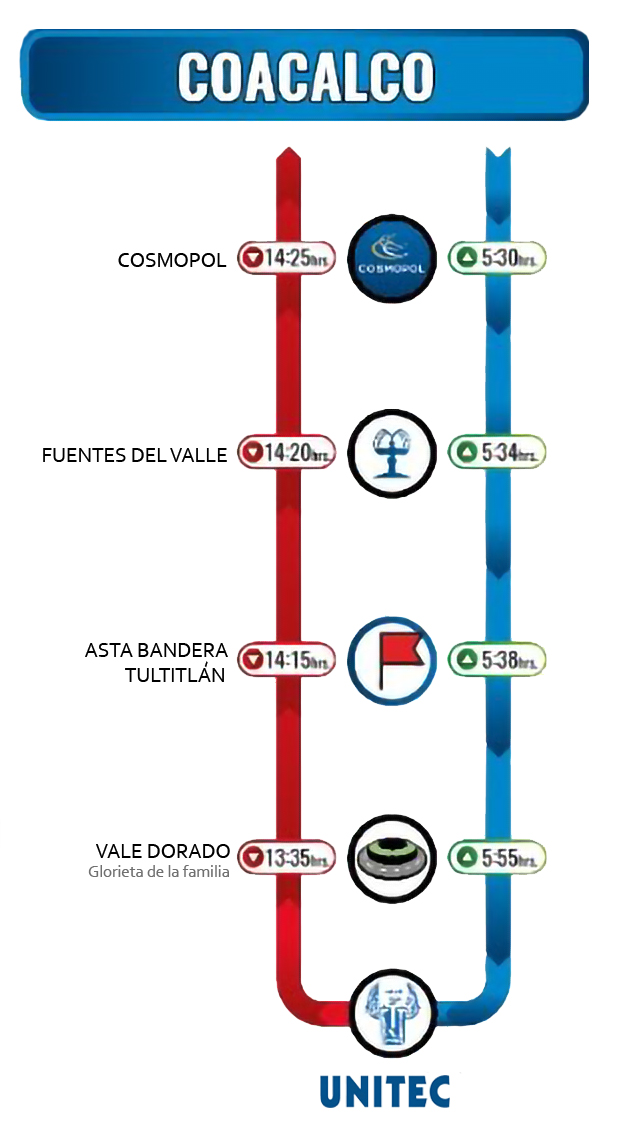 COACALCO
COSMOPOL 14:25hrs. COSMOPOL 5:30hrs.
FUENTES DEL VALLE 14:20hrs. 5:34hrs.
ASTA BANDERA
TULTITLÁN 14:15hrs. 5:38hrs.
VALE DORADO 13:35hrs. 5:55hrs.
Glorieta de la familia
UNITEC